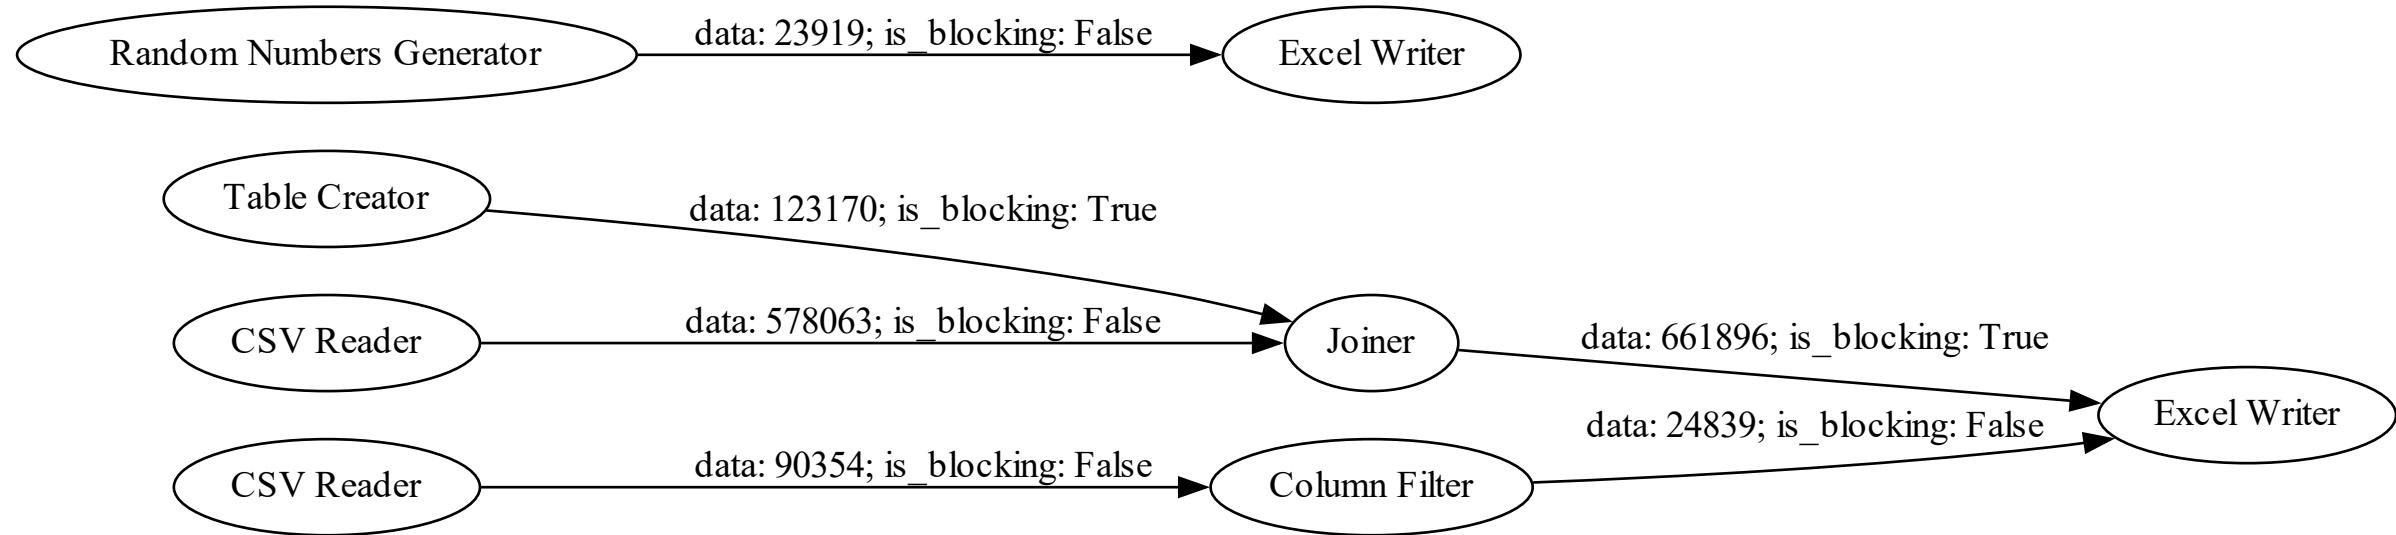 Random Numbers Generator
data: 23919; is_blocking: False
Excel Writer
Table Creator
data: 123170; is_blocking: True
CSV Reader
data: 578063; is_blocking: False
Joiner
data: 661896; is_blocking: True
Excel Writer
data: 24839; is_blocking: False
CSV Reader
data: 90354; is_blocking: False
Column Filter